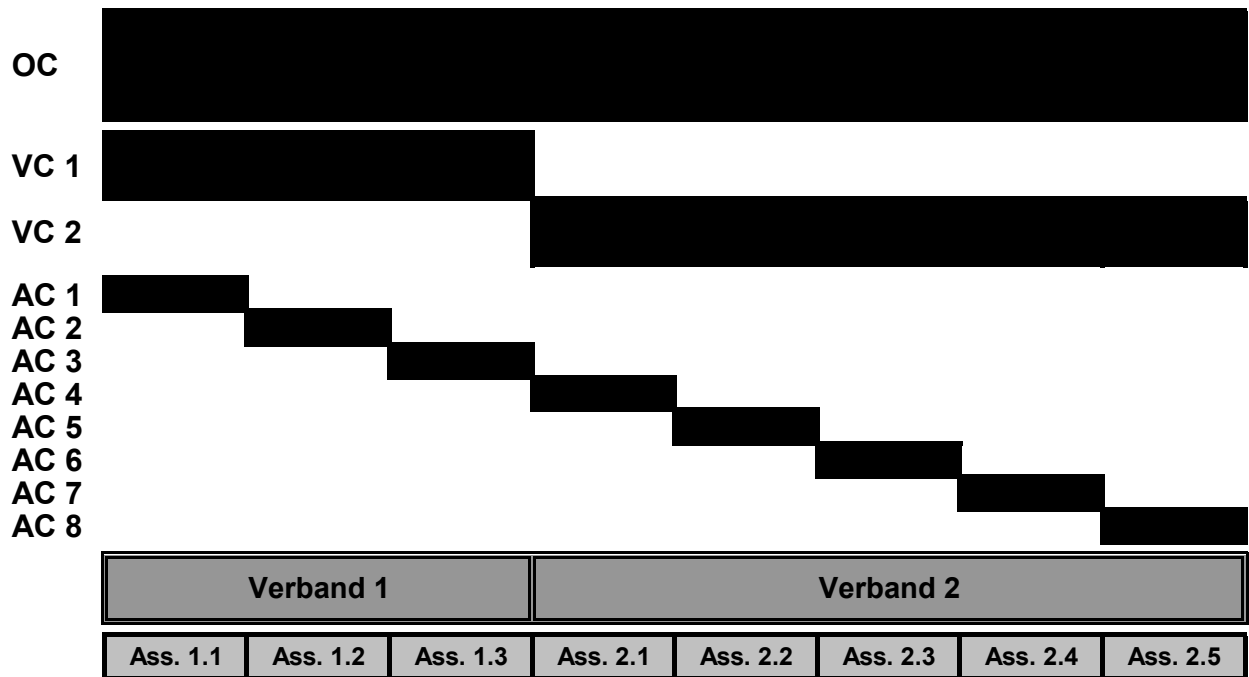 OC
VC 1
VC 2
AC 1
AC 2
AC 3
AC 4
AC 5
AC 6
AC 7
AC 8
Verband 1 Verband 2
Ass. 1.1 Ass. 1.2 Ass. 1.3 Ass. 2.1 Ass. 2.2 Ass. 2.3 Ass. 2.4 Ass. 2.5